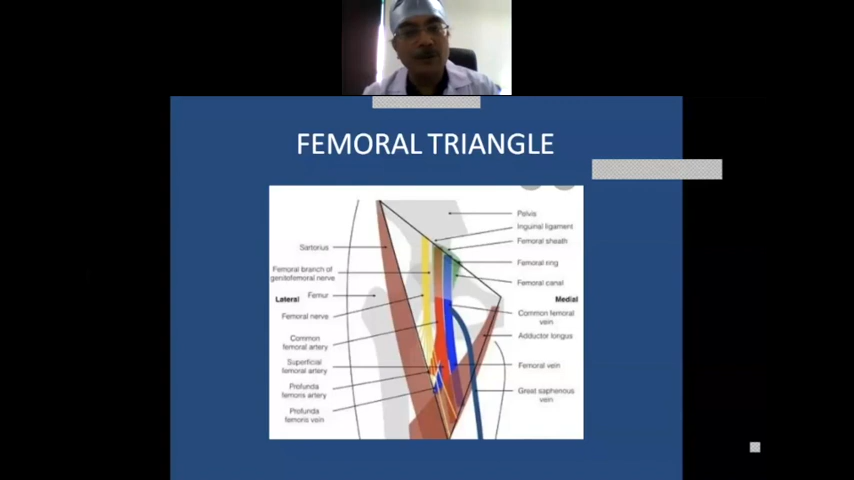 FEMORAL TRIANGLE
Sartorius
Femoral branch of
genitofemoral nerve
Lateral
Femur
Femoral nerve
Common
femoral artery
Superficial
femoral artery
Profunda
femoris artery
Profunda
femoris vein
Pelvis
Inguinal ligament
Femoral sheath
Femoral ring
Femoral canal
Medial
Common femoral
vein
Adductor longus
Femoral vein
Great saphenous
vein